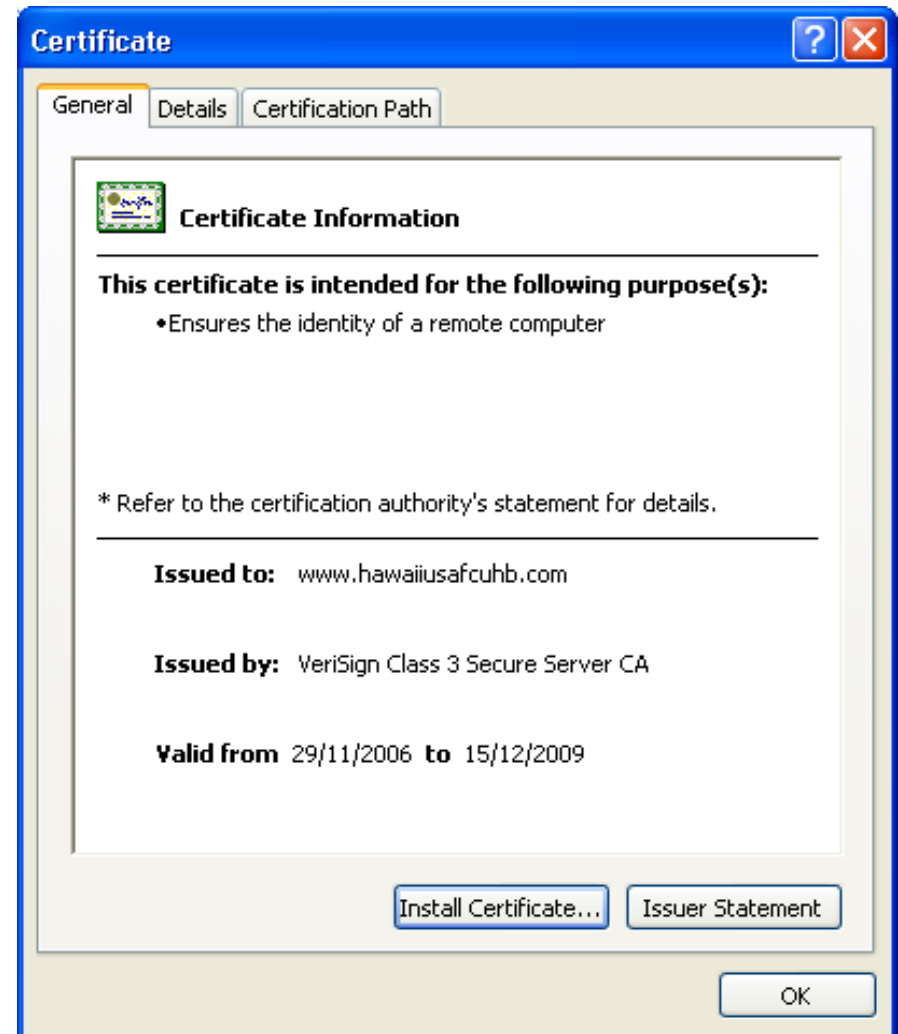 Certificate
General Details Certification Path
Certificate Information
This certificate is intended for the following purpose(s):
•Ensures the identity of a remote computer
* Refer to the certification authority's statement for details.
Issued to: www.hawaiiusafcuhb.com
Issued by: VeriSign Class 3 Secure Server CA
Valid from 29/11/2006 to 15/12/2009
Install Certificate... Issuer Statement
OK